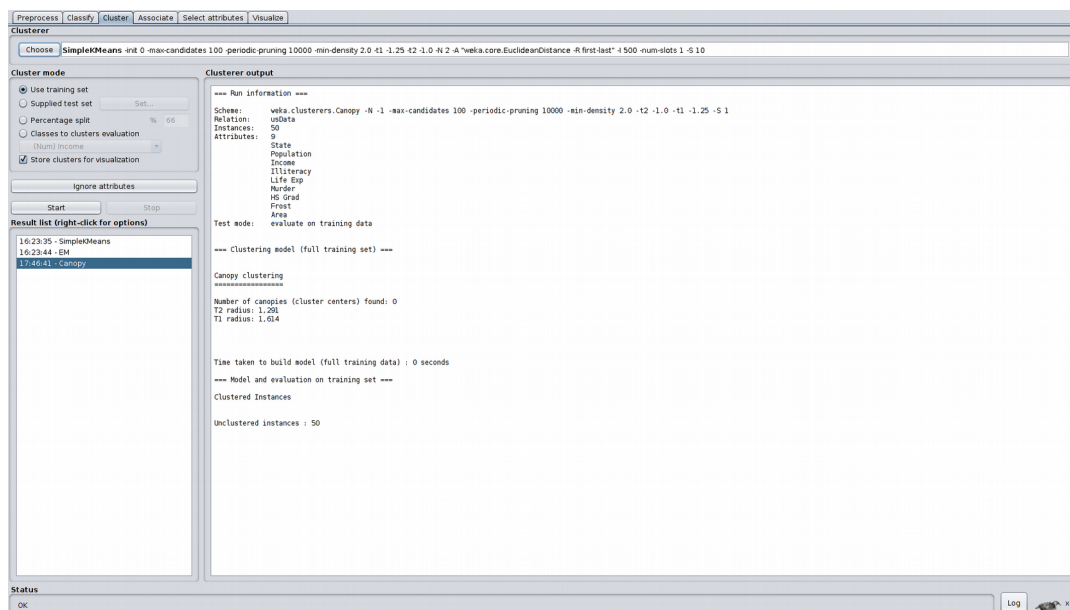 Preprocess Classify Cluster Associate Select attributes Visualize
Clusterer
Choose SimpleKMeans -init 0 -max-candidates 100 -periodic-pruning 10000 -min-density 2.0 -t1 -1.25 -t2 -1.0 -N 2 -A "weka.core.EuclideanDistance -R first-last" -I 500 -num-slots 1 -S 10
Cluster mode
Use training set
Supplied test set Set...
Percentage split % 66
Classes to clusters evaluation
(Num) Income
Store clusters for visualization
Ignore attributes
Start Stop
Result list (right-click for options)
16:23:35 - SimpleKMeans
16:23:44 - EM
17:46:41 - Canopy
Clusterer output
=== Run information ===
Scheme: weka.clusterers.Canopy -N -1 -max-candidates 100 -periodic-pruning 10000 -min-density 2.0 -t2 -1.0 -t1 -1.25 -S 1
Relation: usData
Instances: 50
Attributes: 9
State
Population
Income
Illiteracy
Life Exp
Murder
HS Grad
Frost
Area
Test mode: evaluate on training data
=== Clustering model (full training set) ===
Canopy clustering
=================
Number of canopies (cluster centers) found: 0
T2 radius: 1,291
T1 radius: 1,614
Time taken to build model (full training data) : 0 seconds
=== Model and evaluation on training set ===
Clustered Instances
Unclustered instances : 50
Status
OK
Log
x